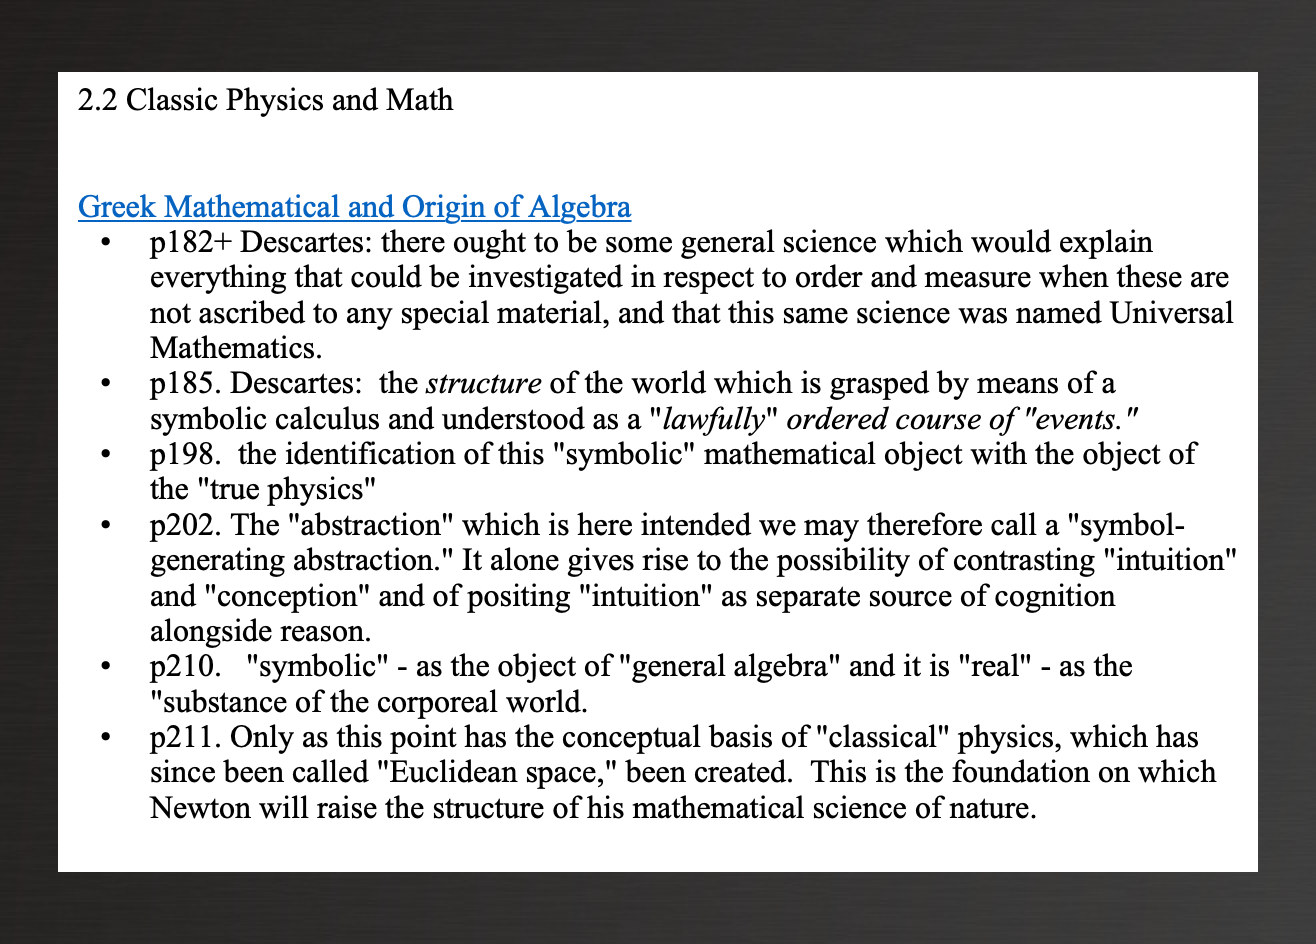 2.2 Classic Physics and Math
Greek Mathematical and Origin of Algebra
• p182+ Descartes: there ought to be some general science which would explain
everything that could be investigated in respect to order and measure when these are
not ascribed to any special material, and that this same science was named Universal
Mathematics.
• p185. Descartes:  the structure of the world which is grasped by means of a
symbolic calculus and understood as a "lawfully" ordered course of "events."
• p198.  the identification of this "symbolic" mathematical object with the object of
the "true physics"
• p202. The "abstraction" which is here intended we may therefore call a "symbol-
generating abstraction." It alone gives rise to the possibility of contrasting "intuition"
and "conception" and of positing "intuition" as separate source of cognition
alongside reason.
• p210.   "symbolic" - as the object of "general algebra" and it is "real" - as the
"substance of the corporeal world.
• p211. Only as this point has the conceptual basis of "classical" physics, which has
since been called "Euclidean space," been created.  This is the foundation on which
Newton will raise the structure of his mathematical science of nature.